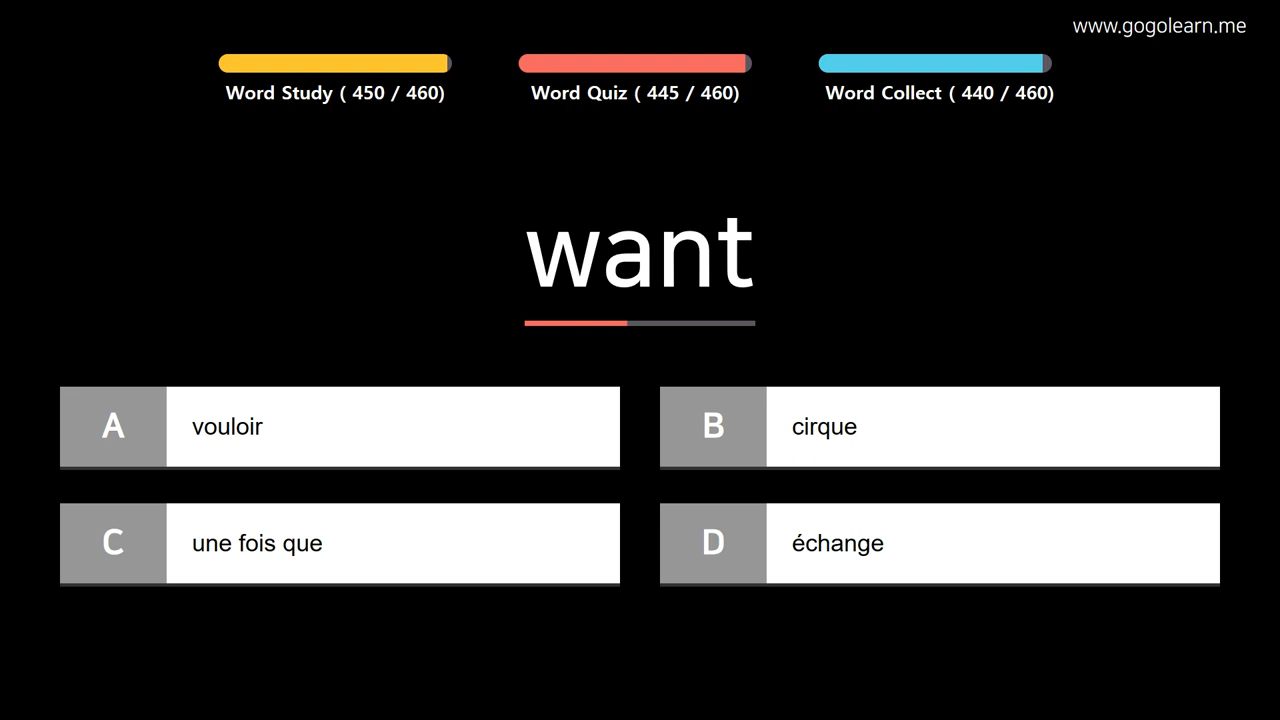 www.gogolearn.me
Word Study ( 450 / 460)
Word Quiz ( 445 / 460)
Word Collect ( 440 / 460)
want
A vouloir
B cirque
C une fois que
D échange